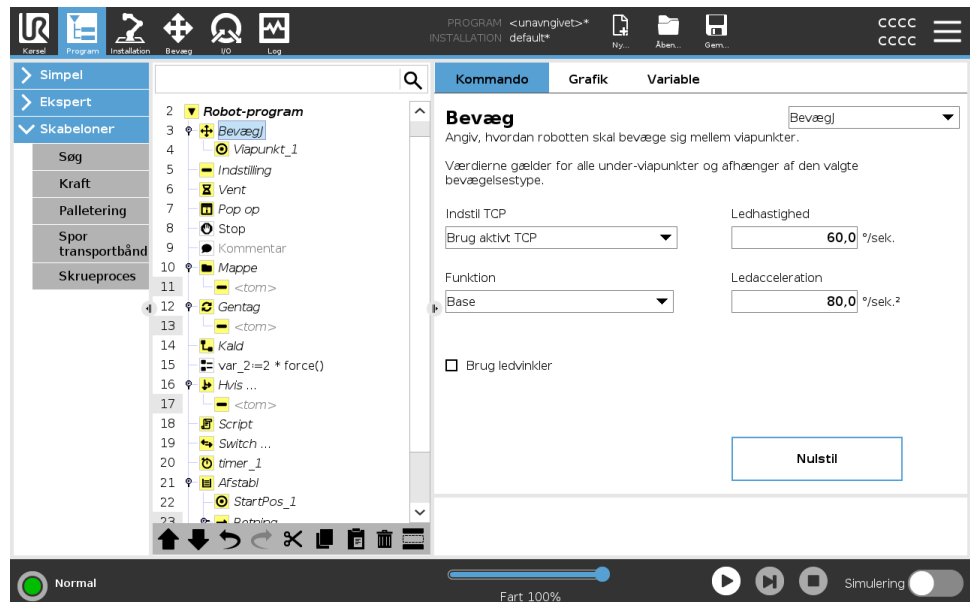 UR
Kørsel
Program
Installation
Bevæg
I/O
Log
PROGRAM <unavngivet>*
INSTALLATION default*
Ny...
Åben...
Gem...
CCCC
CCCC
Simpel
Ekspert
Skabeloner
Søg
Kraft
Palletering
Spor
transportbånd
Skrueproces
2 Robot-program
3 BevægJ
4 Viapunkt_1
5 Indstilling
6 Vent
7 Pop op
8 Stop
9 Kommentar
10 Mappe
11 <tom>
12 Gentag
13 <tom>
14 Kald
15 var_2:=2 * force()
16 Hvis ...
17 <tom>
18 Script
19 Switch ...
20 timer_1
21 Afstabl
22 StartPos_1
23 Retning
Kommando
Grafik
Variable
Bevæg
BevægJ
Angiv, hvordan robotten skal bevæge sig mellem viapunkter.
Værdierne gælder for alle under-viapunkter og afhænger af den valgte
bevægelsestype.
Indstil TCP
Ledhastighed
Brug aktivt TCP
60,0 °/sek.
Funktion
Ledacceleration
Base
80,0 °/sek.²
Brug ledvinkler
Nulstil
Normal
Fart 100%
Simulering